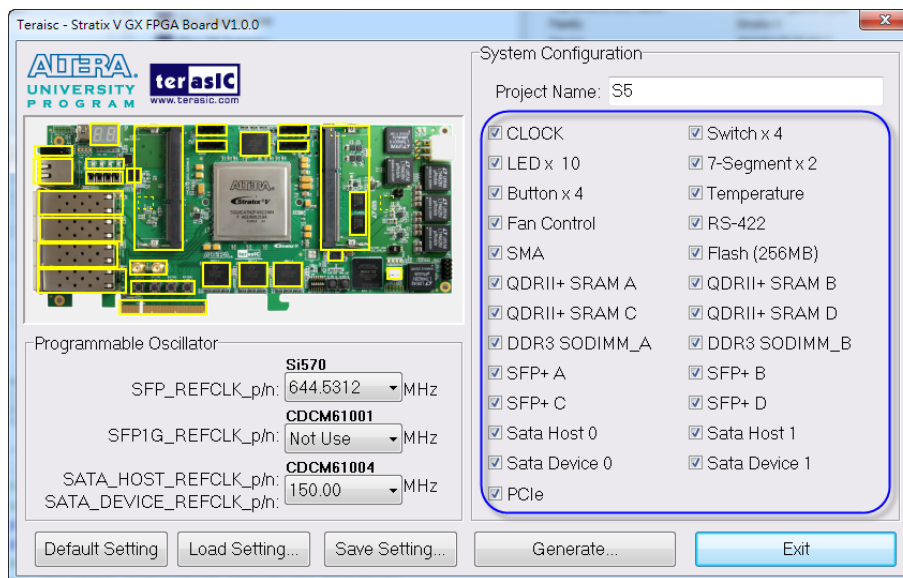 Teraisc - Stratix V GX FPGA Board V1.0.0
ALTERA.
UNIVERSITY
PROGRAM
terasIC
www.terasic.com
System Configuration
Project Name: S5
CLOCK
Switch x 4
LED x 10
7-Segment x 2
Button x 4
Temperature
Fan Control
RS-422
SMA
Flash (256MB)
QDRII+ SRAM A
QDRII+ SRAM B
QDRII+ SRAM C
QDRII+ SRAM D
DDR3 SODIMM_A
DDR3 SODIMM_B
SFP+ A
SFP+ B
SFP+ C
SFP+ D
Sata Host 0
Sata Host 1
Sata Device 0
Sata Device 1
PCIe
ALTERA
Stratix V
terasIC
Programmable Oscillator
Si570
SFP_REFCLK_p/n: 644.5312 MHz
CDCM61001
SFP1G_REFCLK_p/n: Not Use MHz
CDCM61004
SATA_HOST_REFCLK_p/n: 150.00 MHz
SATA_DEVICE_REFCLK_p/n:
Default Setting
Load Setting...
Save Setting...
Generate...
Exit